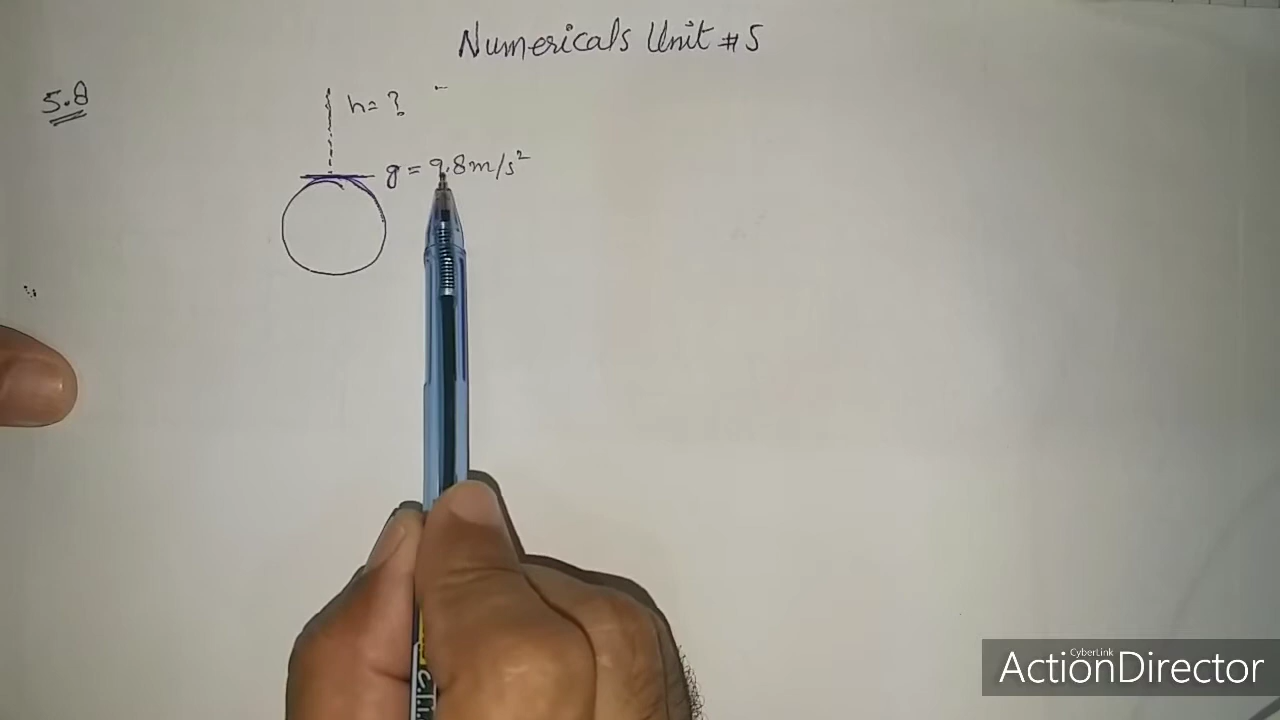 Numericals Unit # 5
5.8
h = ?
g = 9.8 m/s²
CyberLink
ActionDirector